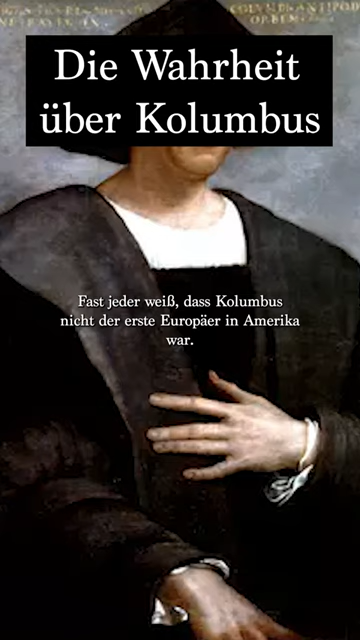 Die Wahrheit
über Kolumbus
Fast jeder weiß, dass Kolumbus
nicht der erste Europäer in Amerika
war.